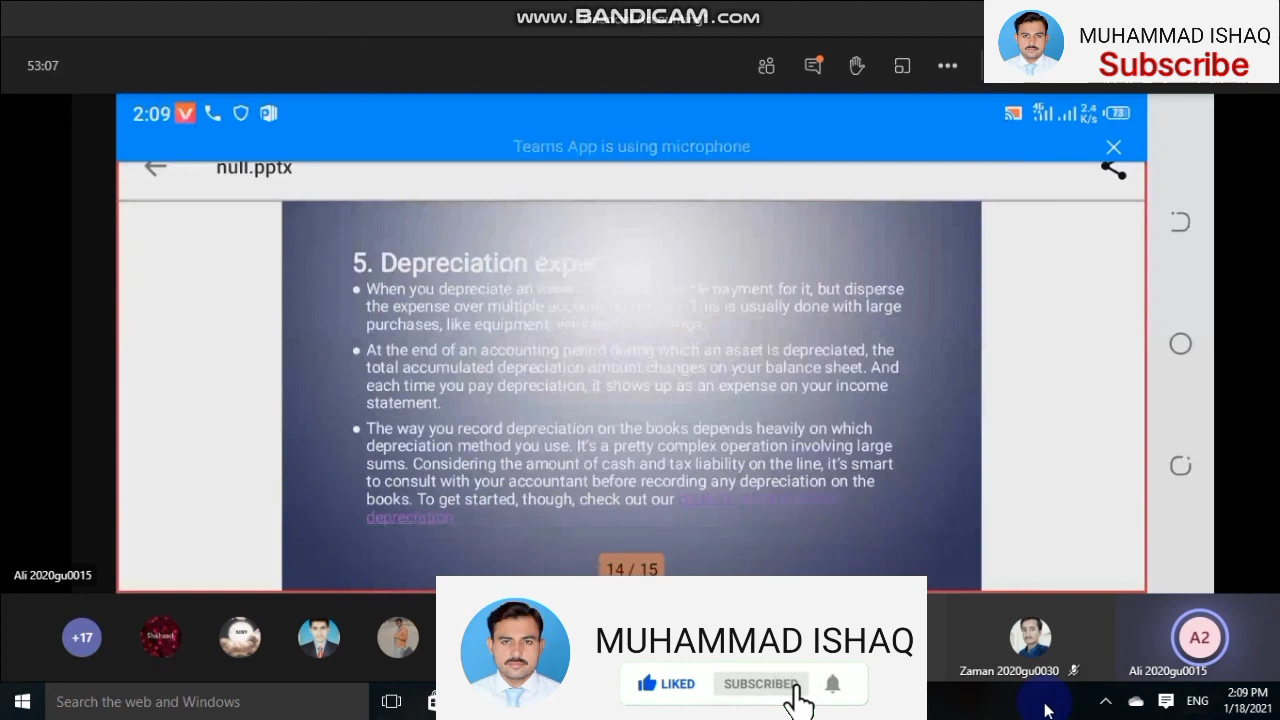 www.BANDICAM.com
MUHAMMAD ISHAQ
Subscribe
53:07
2:09
4G
2.4
K/s
73
Teams App is using microphone
null.pptx
5. Depreciation
When you depreciate an payment for it, but disperse
the expense over multiple This is usually done with large
purchases, like equipment,
At the end of an accounting period during which an asset is depreciated, the
total accumulated depreciation amount changes on your balance sheet. And
each time you pay depreciation, it shows up as an expense on your income
statement.
The way you record depreciation on the books depends heavily on which
depreciation method you use. It's a pretty complex operation involving large
sums. Considering the amount of cash and tax liability on the line, it's smart
to consult with your accountant before recording any depreciation on the
books. To get started, though, check out our
depreciation
14 / 15
Ali 2020gu0015
+17
Shahzad
MUHAMMAD ISHAQ
LIKED
SUBSCRIBED
Zaman 2020gu0030
A2
Ali 2020gu0015
Search the web and Windows
ENG
2:09 PM
1/18/2021